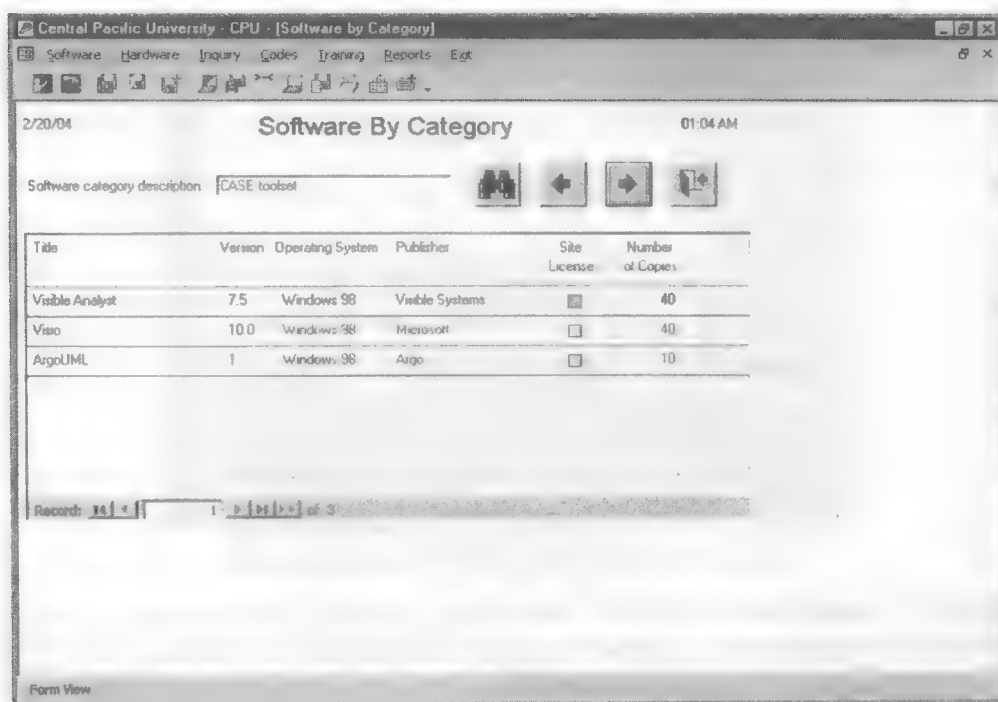 Central Pacific University - CPU - [Software by Category]
Software Hardware Inquiry Codes Training Reports Exit
2/20/04 Software By Category 01:04 AM
Software category description CASE toolset
Title Version Operating System Publisher Site License Number of Copies
Visible Analyst 7.5 Windows 98 Visible Systems 40
Visio 10.0 Windows 98 Microsoft 40
ArgoUML 1 Windows 98 Argo 10
Record: 1 of 3
Form View